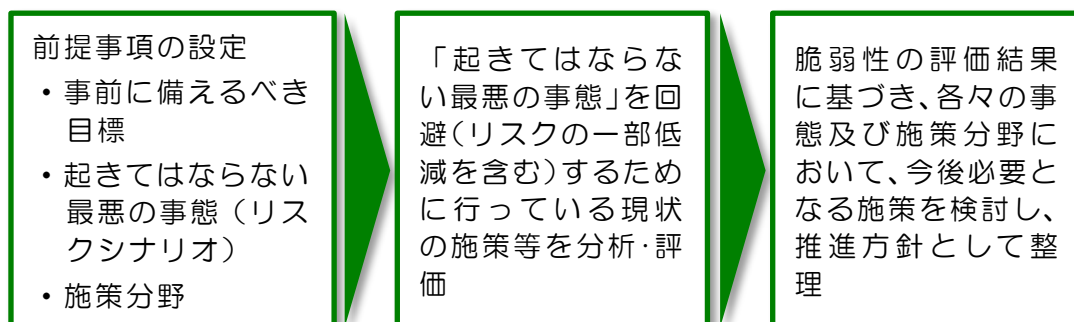 前提事項の設定
・事前に備えるべき
目標
・起きてはならない
最悪の事態（リス
クシナリオ）
・施策分野
「起きてはならな
い最悪の事態」を回
避（リスクの一部低
減を含む）するため
に行っている現状
の施策等を分析・評
価
脆弱性の評価結果
に基づき、各々の事
態及び施策分野に
おいて、今後必要と
なる施策を検討し、
推進方針として整
理